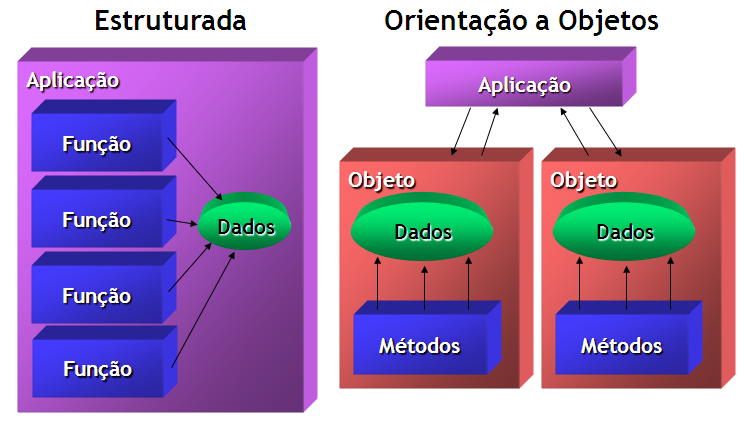 Estruturada
Aplicação
Função
Função
Função
Função
Dados
Orientação a Objetos
Aplicação
Objeto
Dados
Métodos
Objeto
Dados
Métodos